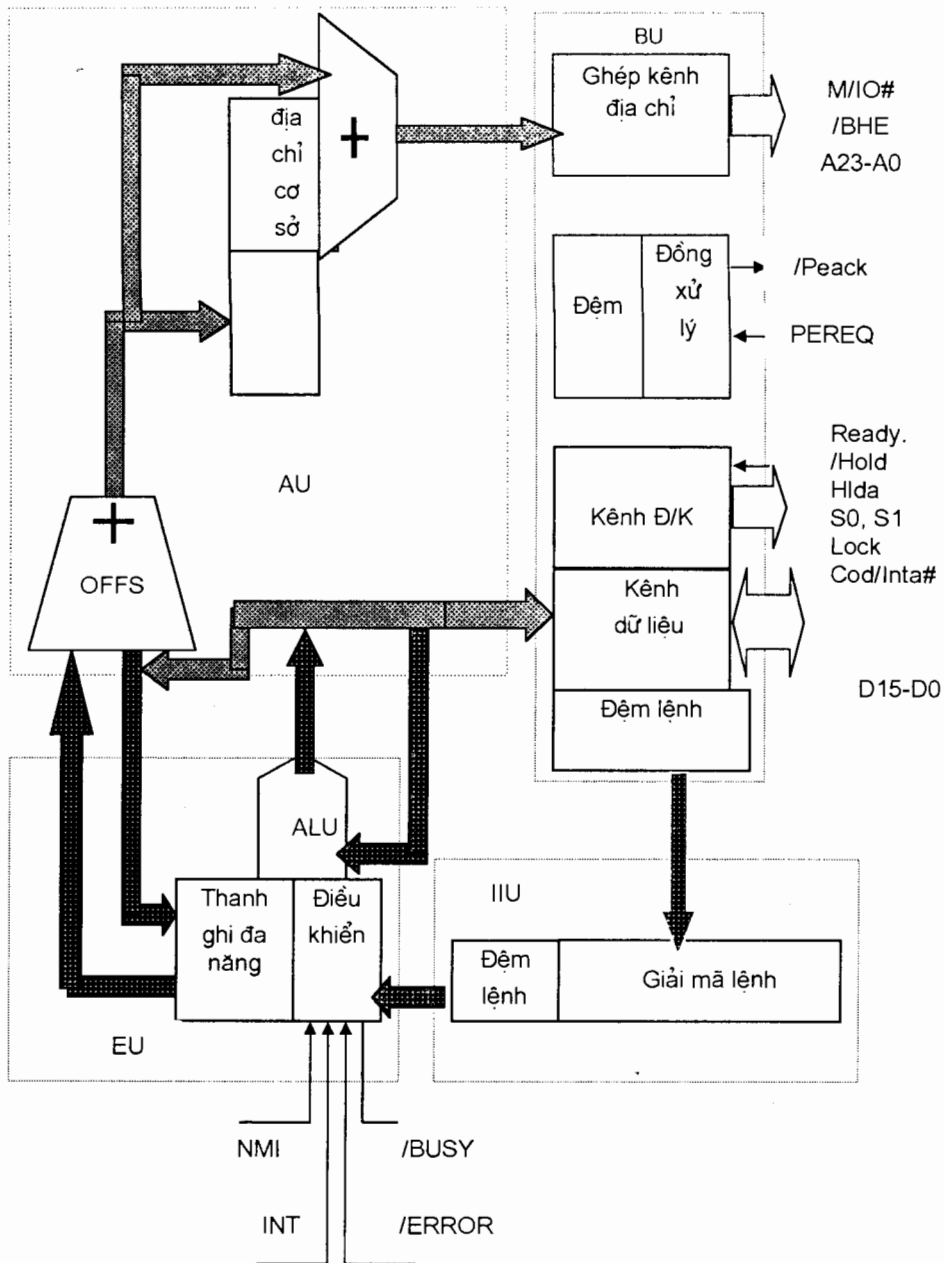 BU
Ghép kênh
địa chỉ
M/IO#
/BHE
A23-A0
địa
chỉ
cơ
sở
+
Đệm
Đồng
xử
lý
/Peack
PEREQ
AU
+
OFFS
Kênh Đ/K
Ready.
/Hold
Hlda
S0, S1
Lock
Cod/Inta#
Kênh
dữ liệu
D15-D0
Đệm lệnh
ALU
Thanh
ghi đa
năng
Điều
khiển
EU
IIU
Đệm
lệnh
Giải mã lệnh
NMI
/BUSY
INT
/ERROR